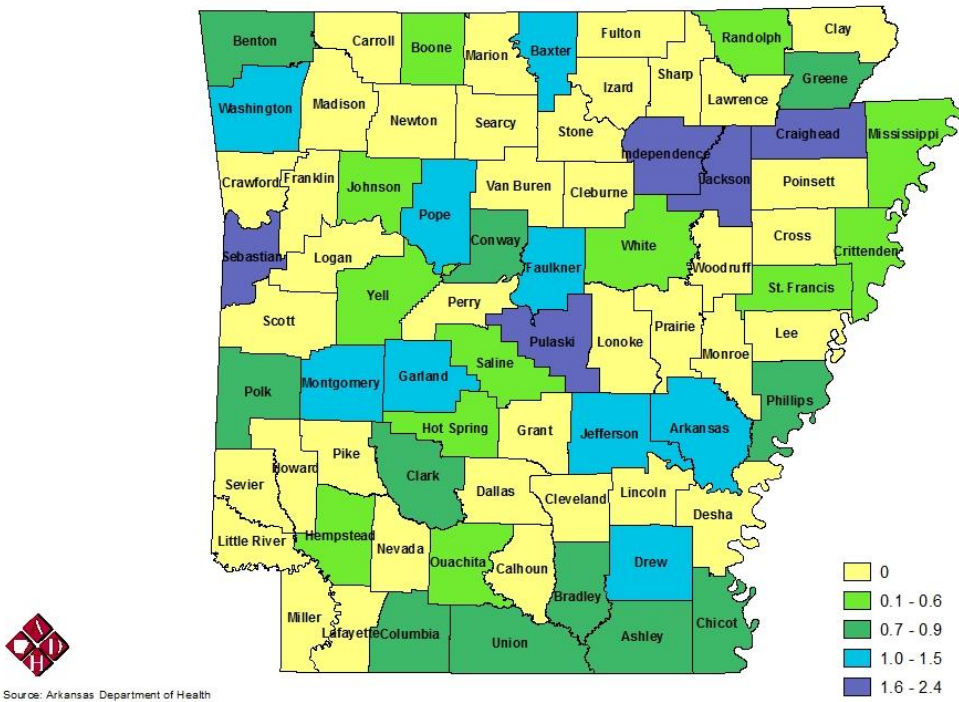 Benton
Carroll
Boone
Marion
Baxter
Fulton
Randolph
Clay
Sharp
Izard
Greene
Lawrence
Washington
Madison
Newton
Searcy
Stone
Independence
Jackson
Craighead
Mississippi
Crawford
Franklin
Johnson
Pope
Van Buren
Cleburne
Poinsett
Sebastian
Logan
Conway
Faulkner
White
Woodruff
Cross
Crittenden
Yell
Perry
St. Francis
Scott
Pulaski
Lonoke
Prairie
Monroe
Lee
Polk
Montgomery
Garland
Saline
Phillips
Hot Spring
Grant
Jefferson
Arkansas
Howard
Pike
Clark
Sevier
Dallas
Cleveland
Lincoln
Desha
Little River
Hempstead
Nevada
Ouachita
Calhoun
Drew
Bradley
Miller
Lafayette
Columbia
Union
Ashley
Chicot
0
0.1 - 0.6
0.7 - 0.9
1.0 - 1.5
1.6 - 2.4
A
D
H
Source: Arkansas Department of Health